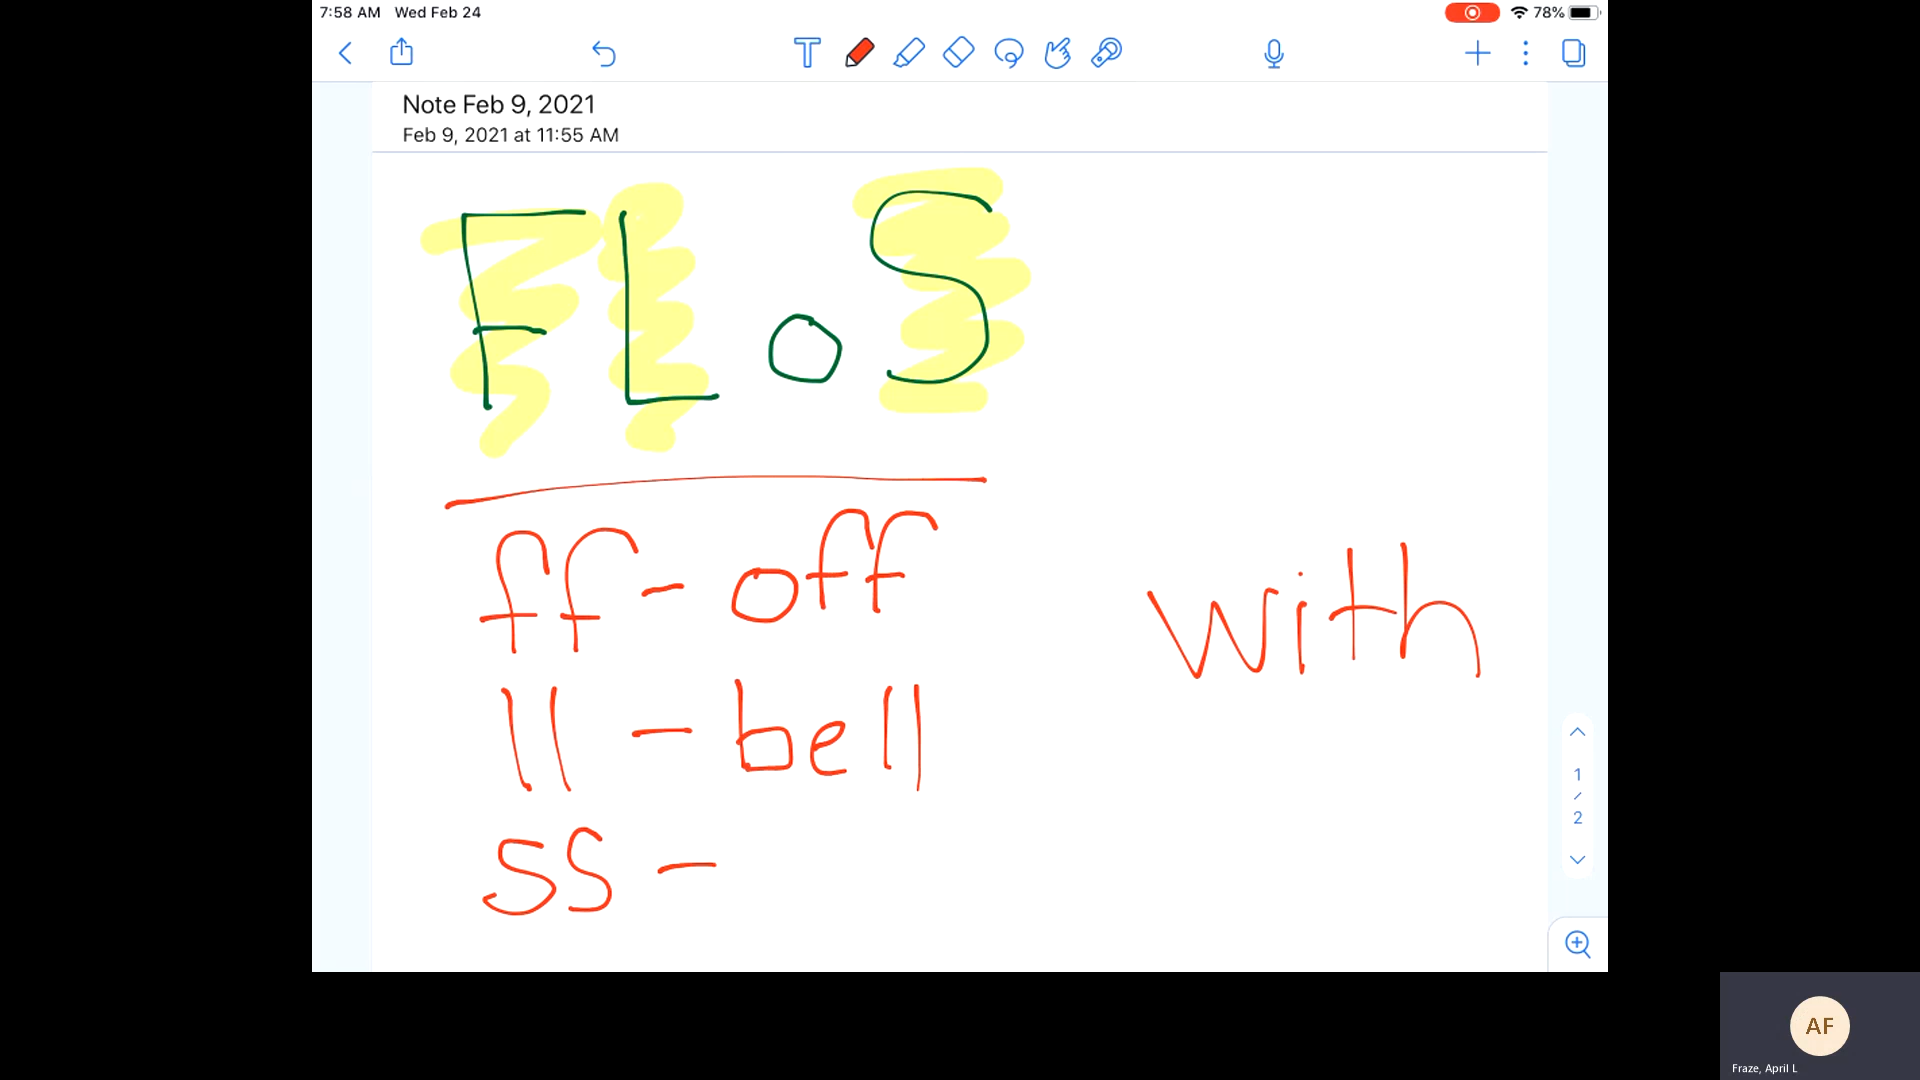 7:58 AM Wed Feb 24
78%
Note Feb 9, 2021
Feb 9, 2021 at 11:55 AM
FLoS
ff - off
with
ll - bell
ss -
1
/
2
AF
Fraze, April L